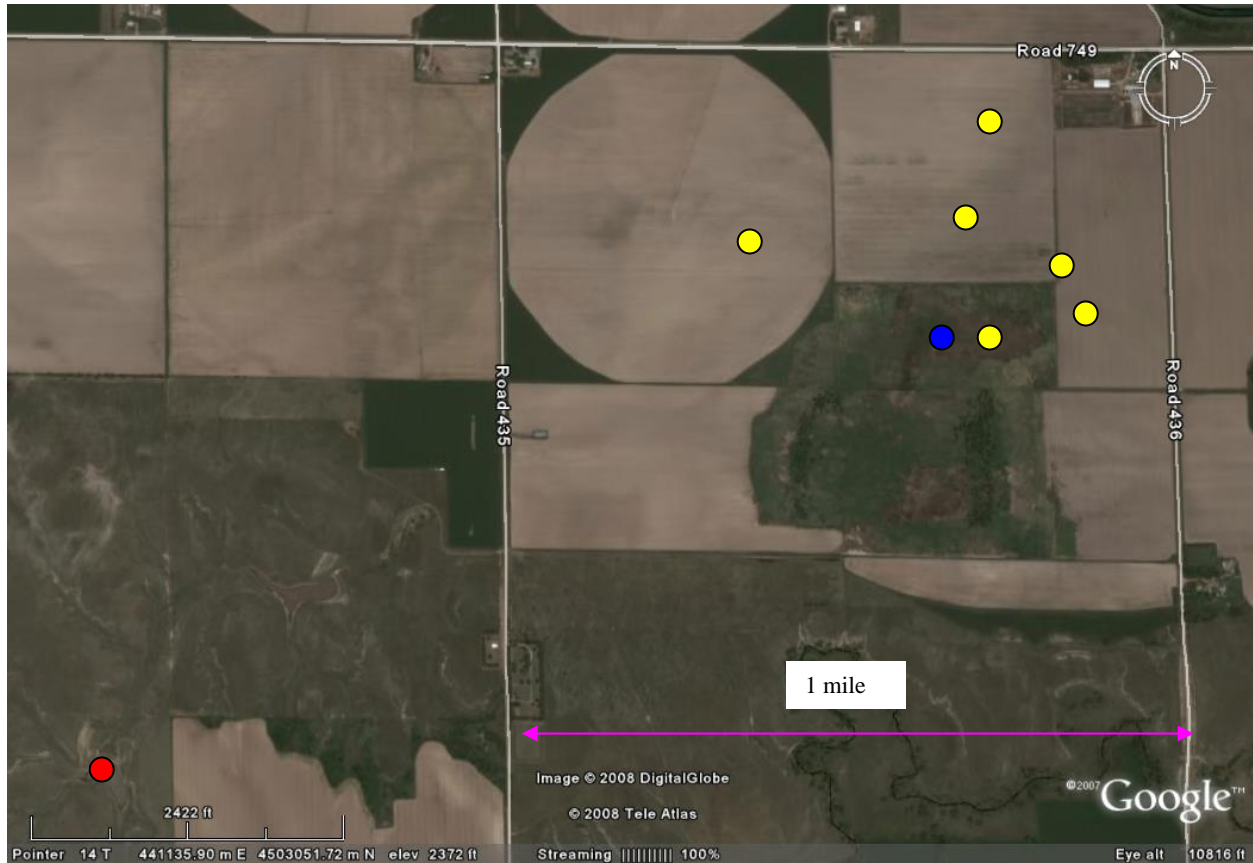 Road 749
N
Road 435
Road 436
1 mile
Image © 2008 DigitalGlobe
© 2008 Tele Atlas
©2007 Google™
2422 ft
Pointer 14 T 441135.90 m E 4503051.72 m N elev 2372 ft Streaming |||||||||| 100% Eye alt 10816 ft